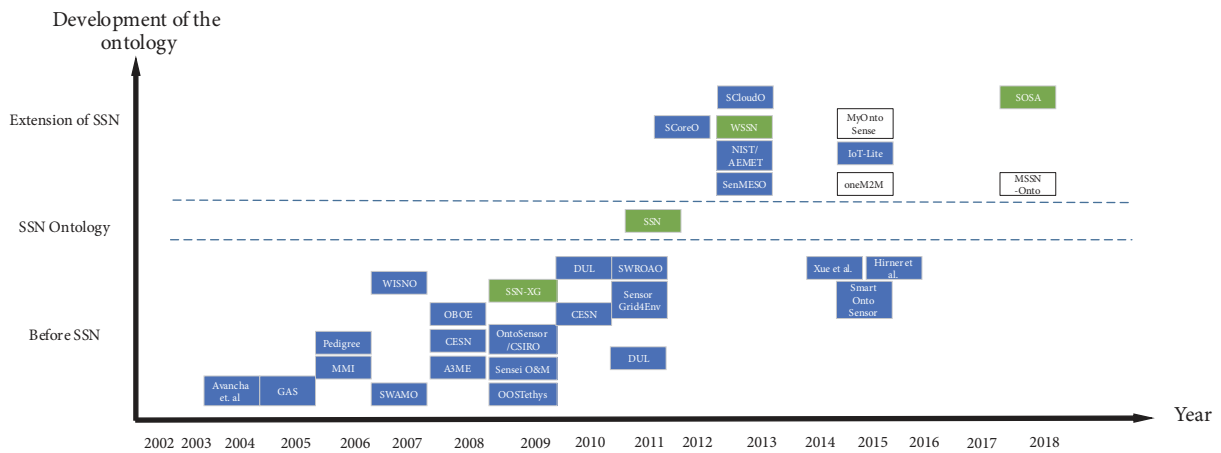 Development of the
ontology
Extension of SSN
SCloudO
SOSA
SCoreO
WSSN
MyOnto
Sense
NIST/
AEMET
IoT-Lite
SenMESO
oneM2M
MSSN
-Onto
SSN Ontology
SSN
Before SSN
DUL
SWROAO
Xue et al.
Hirner et
al.
WISNO
SSN-XG
Sensor
Grid4Env
Smart
Onto
Sensor
OBOE
CESN
Pedigree
CESN
OntoSensor
/CSIRO
DUL
MMI
A3ME
Sensei O&M
Avancha
et. al
GAS
SWAMO
OOSTethys
Year
2002 2003 2004 2005 2006 2007 2008 2009 2010 2011 2012 2013 2014 2015 2016 2017 2018